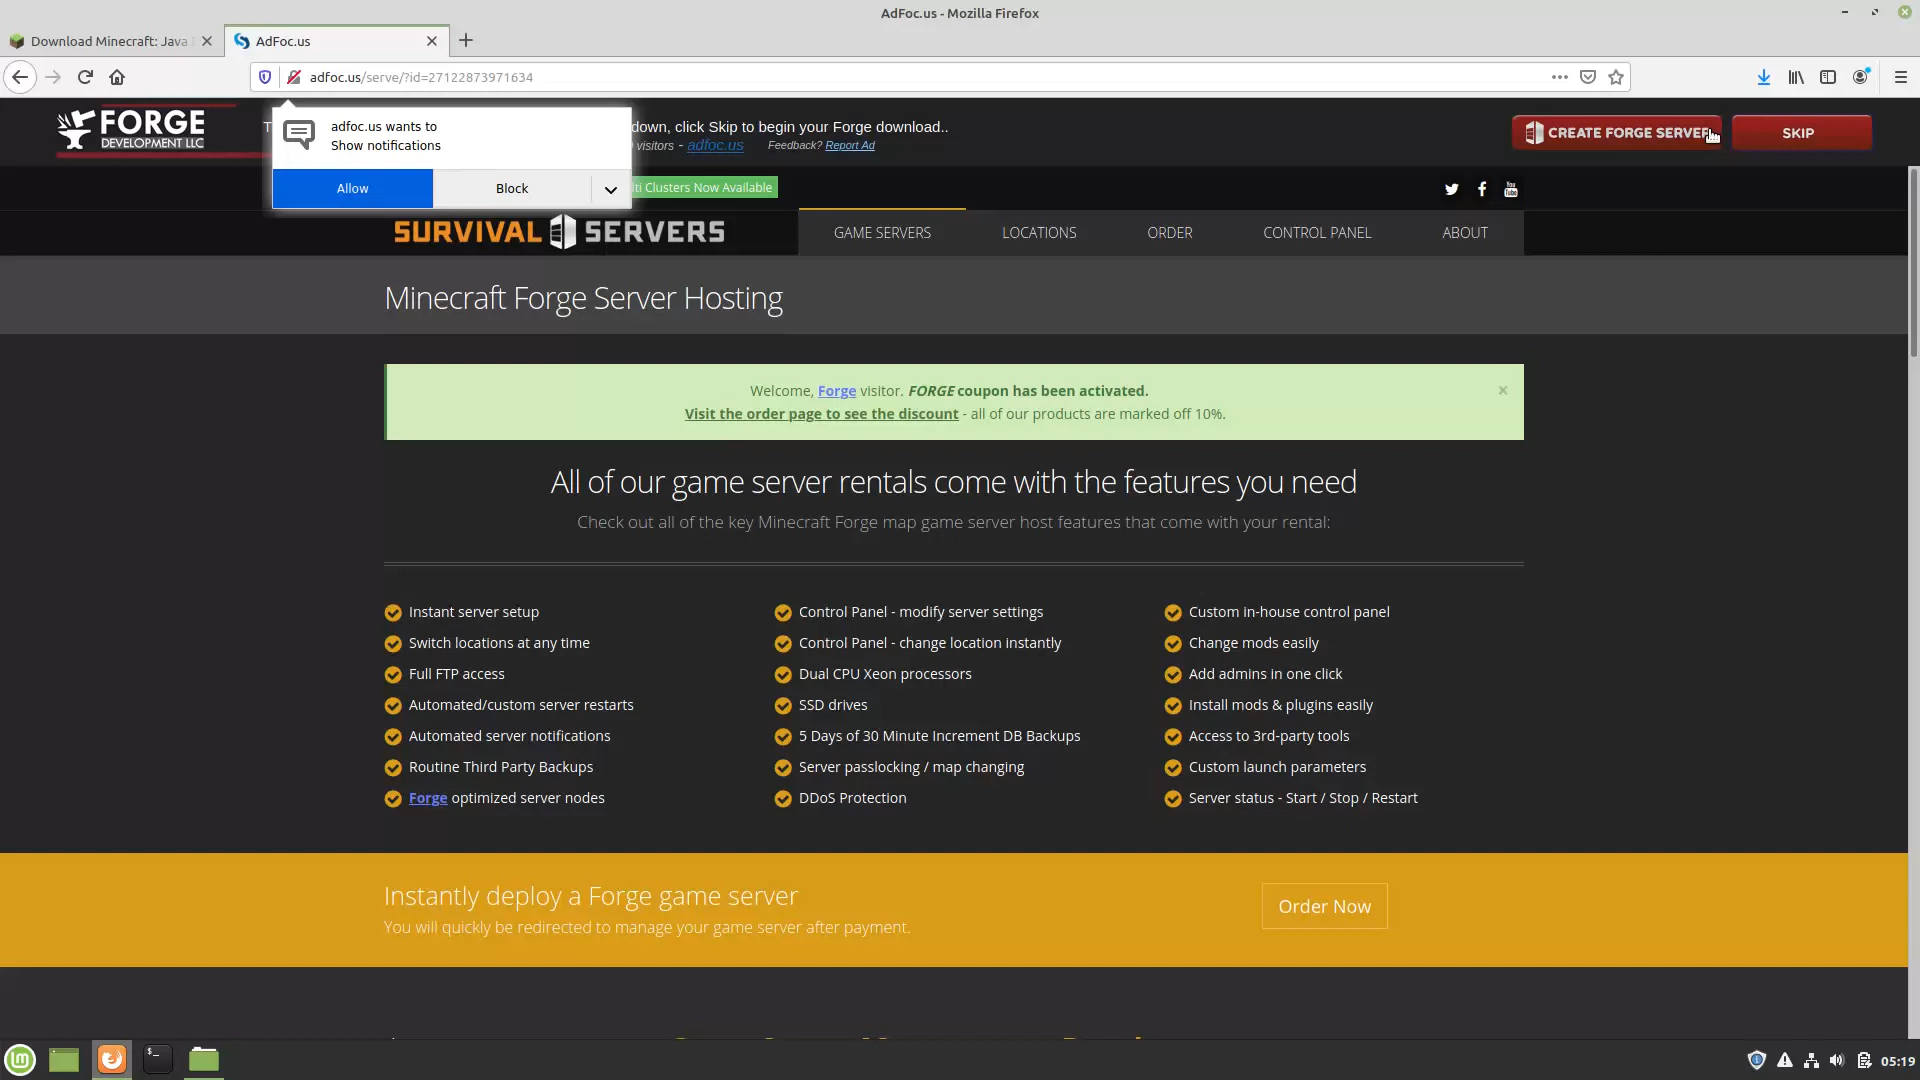 AdFoc.us - Mozilla Firefox
Download Minecraft: Java
AdFoc.us
adfoc.us/serve/?id=27122873971634
FORGE
DEVELOPMENT LLC
T
down, click Skip to begin your Forge download..
visitors - adfoc.us Feedback? Report Ad
CREATE FORGE SERVER
SKIP
adfoc.us wants to
Show notifications
Allow
Block
ti Clusters Now Available
You Tube
SURVIVAL SERVERS
GAME SERVERS
LOCATIONS
ORDER
CONTROL PANEL
ABOUT
Minecraft Forge Server Hosting
Welcome, Forge visitor. FORGE coupon has been activated.
Visit the order page to see the discount - all of our products are marked off 10%.
All of our game server rentals come with the features you need
Check out all of the key Minecraft Forge map game server host features that come with your rental:
Instant server setup
Switch locations at any time
Full FTP access
Automated/custom server restarts
Automated server notifications
Routine Third Party Backups
Forge optimized server nodes
Control Panel - modify server settings
Control Panel - change location instantly
Dual CPU Xeon processors
SSD drives
5 Days of 30 Minute Increment DB Backups
Server passlocking / map changing
DDoS Protection
Custom in-house control panel
Change mods easily
Add admins in one click
Install mods & plugins easily
Access to 3rd-party tools
Custom launch parameters
Server status - Start / Stop / Restart
Instantly deploy a Forge game server
You will quickly be redirected to manage your game server after payment.
Order Now
05:19